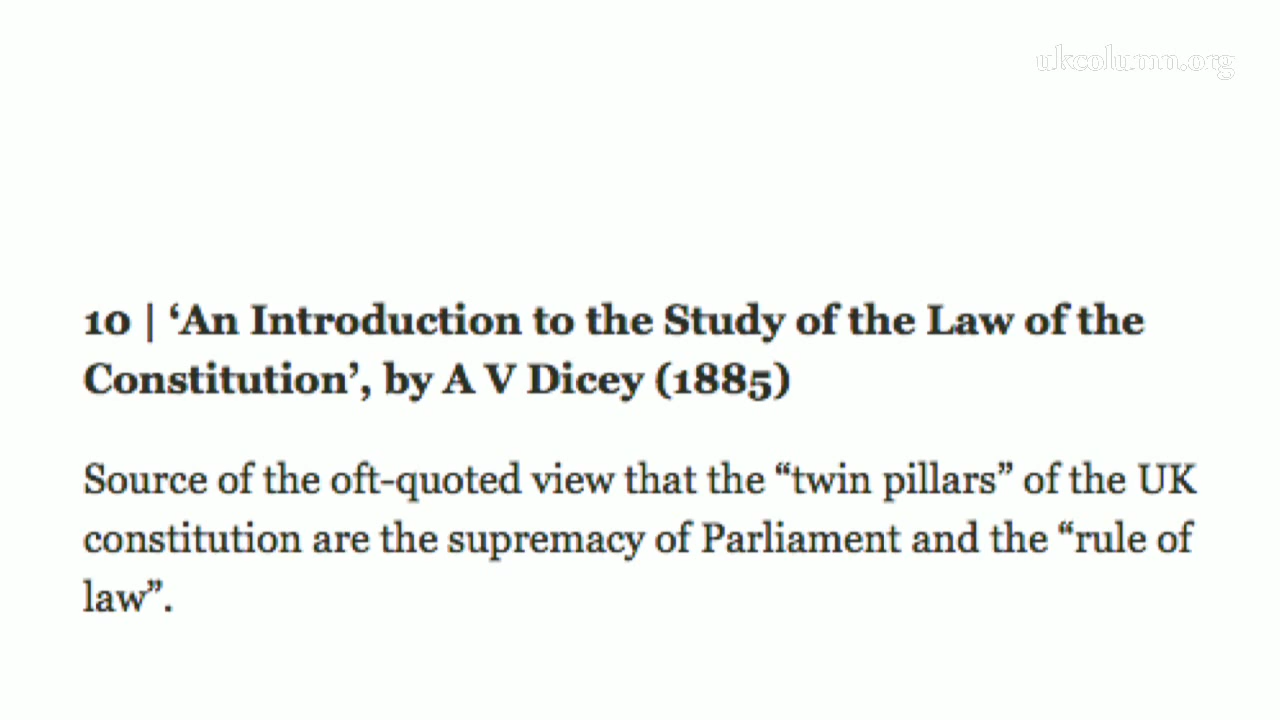 ukcolumn.org
10 | ‘An Introduction to the Study of the Law of the
Constitution’, by A V Dicey (1885)
Source of the oft-quoted view that the “twin pillars” of the UK
constitution are the supremacy of Parliament and the “rule of
law”.